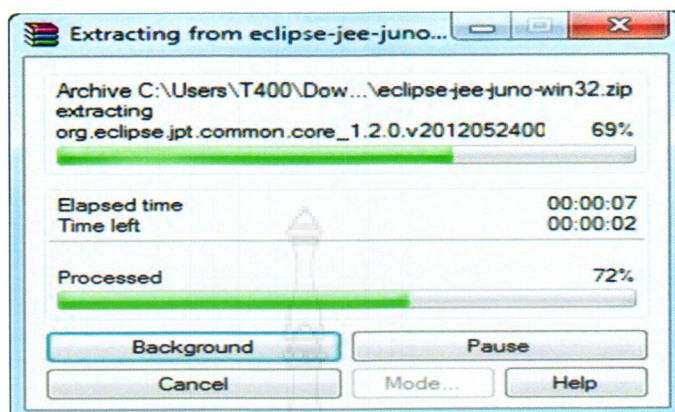 Extracting from eclipse-jee-juno...
Archive C:\Users\T400\Dow...\eclipse-jee-juno-win32.zip
extracting
org.eclipse.jpt.common.core_1.2.0.v2012052400 69%
Elapsed time 00:00:07
Time left 00:00:02
Processed 72%
Background Pause
Cancel Mode... Help